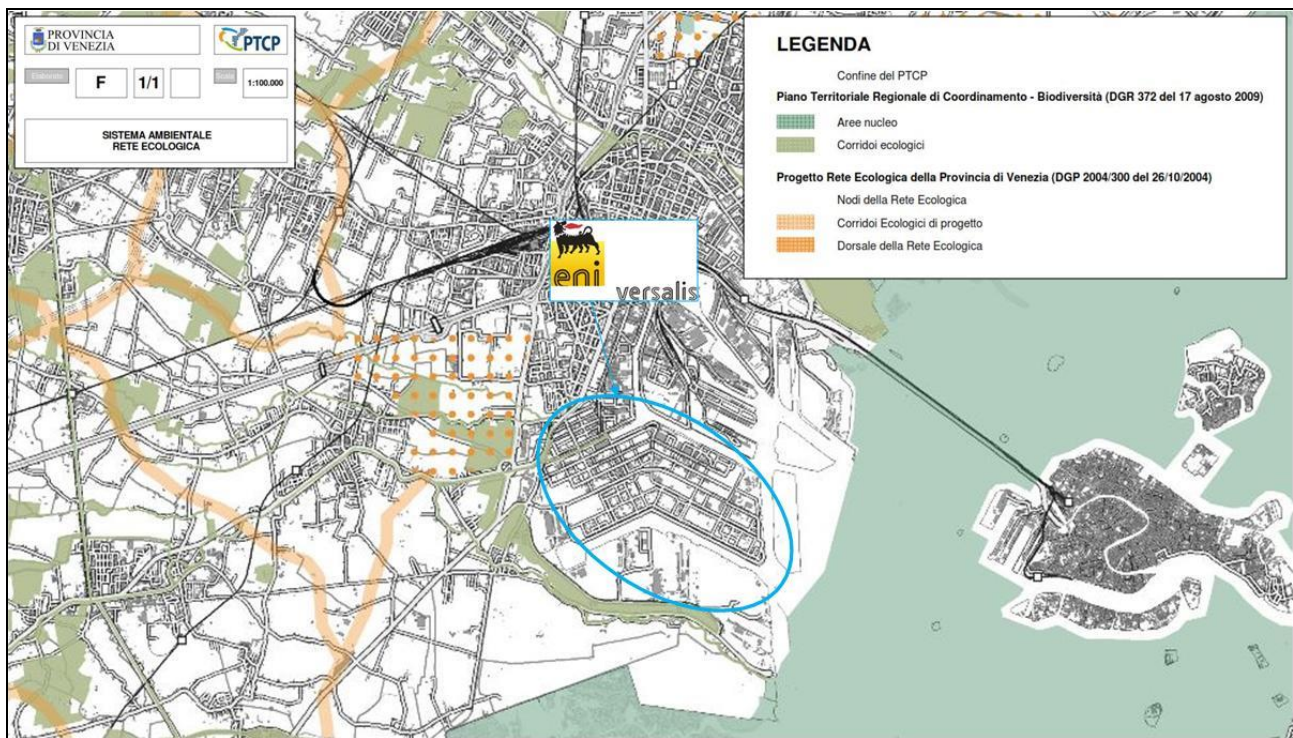 PROVINCIA
DI VENEZIA
PTCP
Elaborato
F
1/1
Scala
1:100.000
SISTEMA AMBIENTALE
RETE ECOLOGICA
LEGENDA
Confine del PTCP
Piano Territoriale Regionale di Coordinamento - Biodiversità (DGR 372 del 17 agosto 2009)
Aree nucleo
Corridoi ecologici
Progetto Rete Ecologica della Provincia di Venezia (DGP 2004/300 del 26/10/2004)
Nodi della Rete Ecologica
Corridoi Ecologici di progetto
Dorsale della Rete Ecologica
eni
versalis